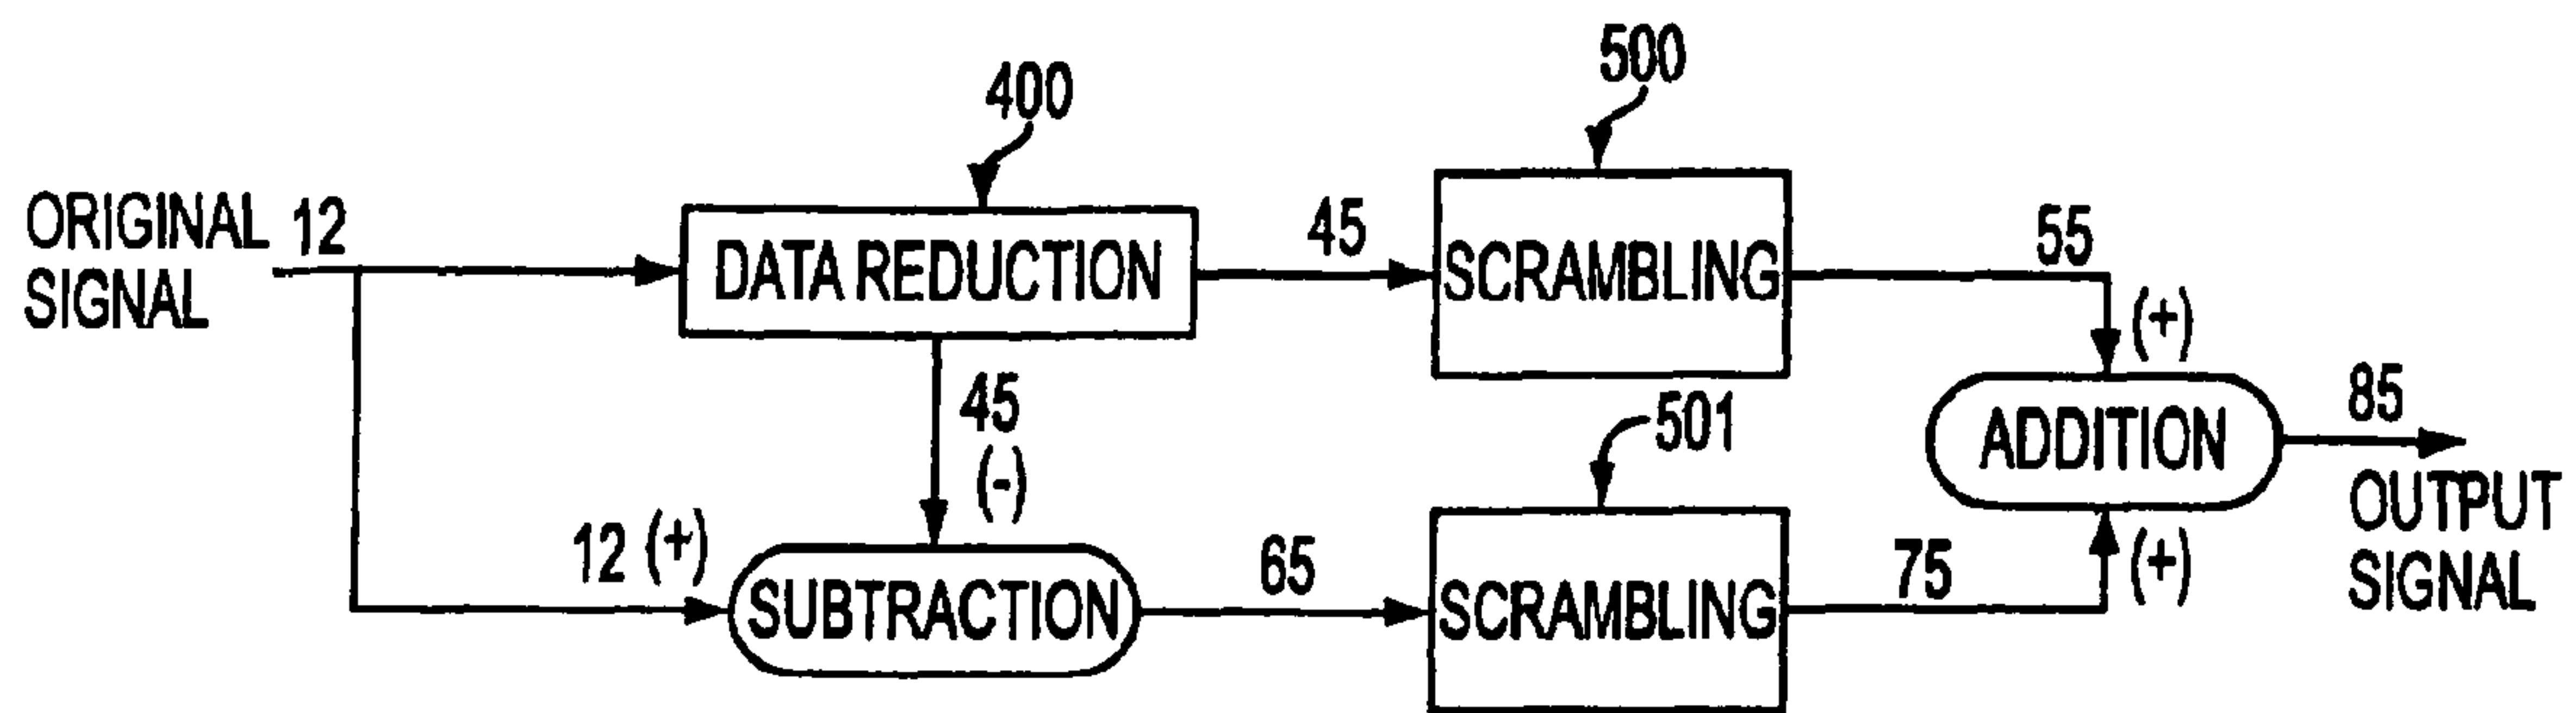 500
400
ORIGINAL
SIGNAL
12
DATA REDUCTION
45
SCRAMBLING
55
(+)
45
(-)
501
ADDITION
85
OUTPUT
SIGNAL
12 (+)
SUBTRACTION
65
SCRAMBLING
75
(+)